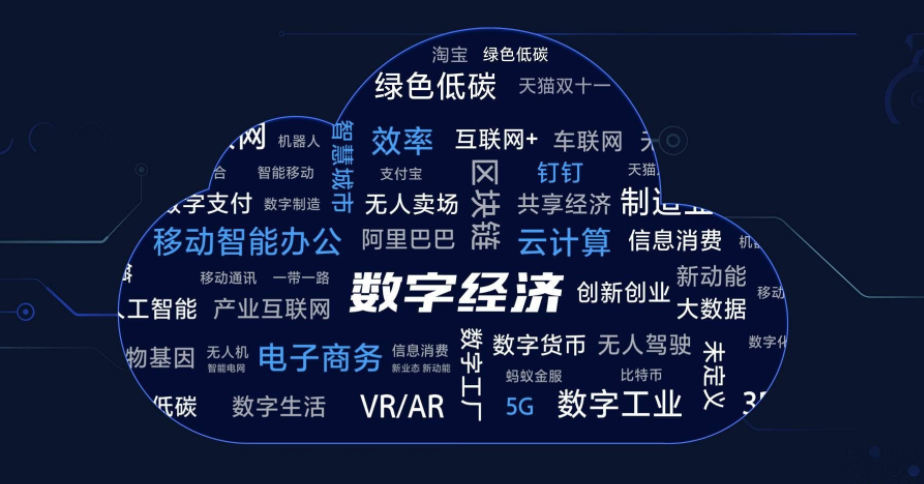 淘宝 绿色低碳
绿色低碳 天猫双十一
联网 机器人 智慧城市 效率 互联网+ 车联网
合 智能移动 支付宝 区块链 钉钉 天猫
数字支付 数字制造 无人卖场 共享经济 制造业
移动智能办公 阿里巴巴 云计算 信息消费 机器
移动通讯 一带一路 数字经济 创新创业 新动能 移动
人工智能 产业互联网 大数据
物基因 无人机 电子商务 信息消费 数字工厂 数字货币 无人驾驶 未定义 数字化
智能电网 新业态 新动能
蚂蚁金服 比特币
低碳 数字生活 VR/AR 5G 数字工业